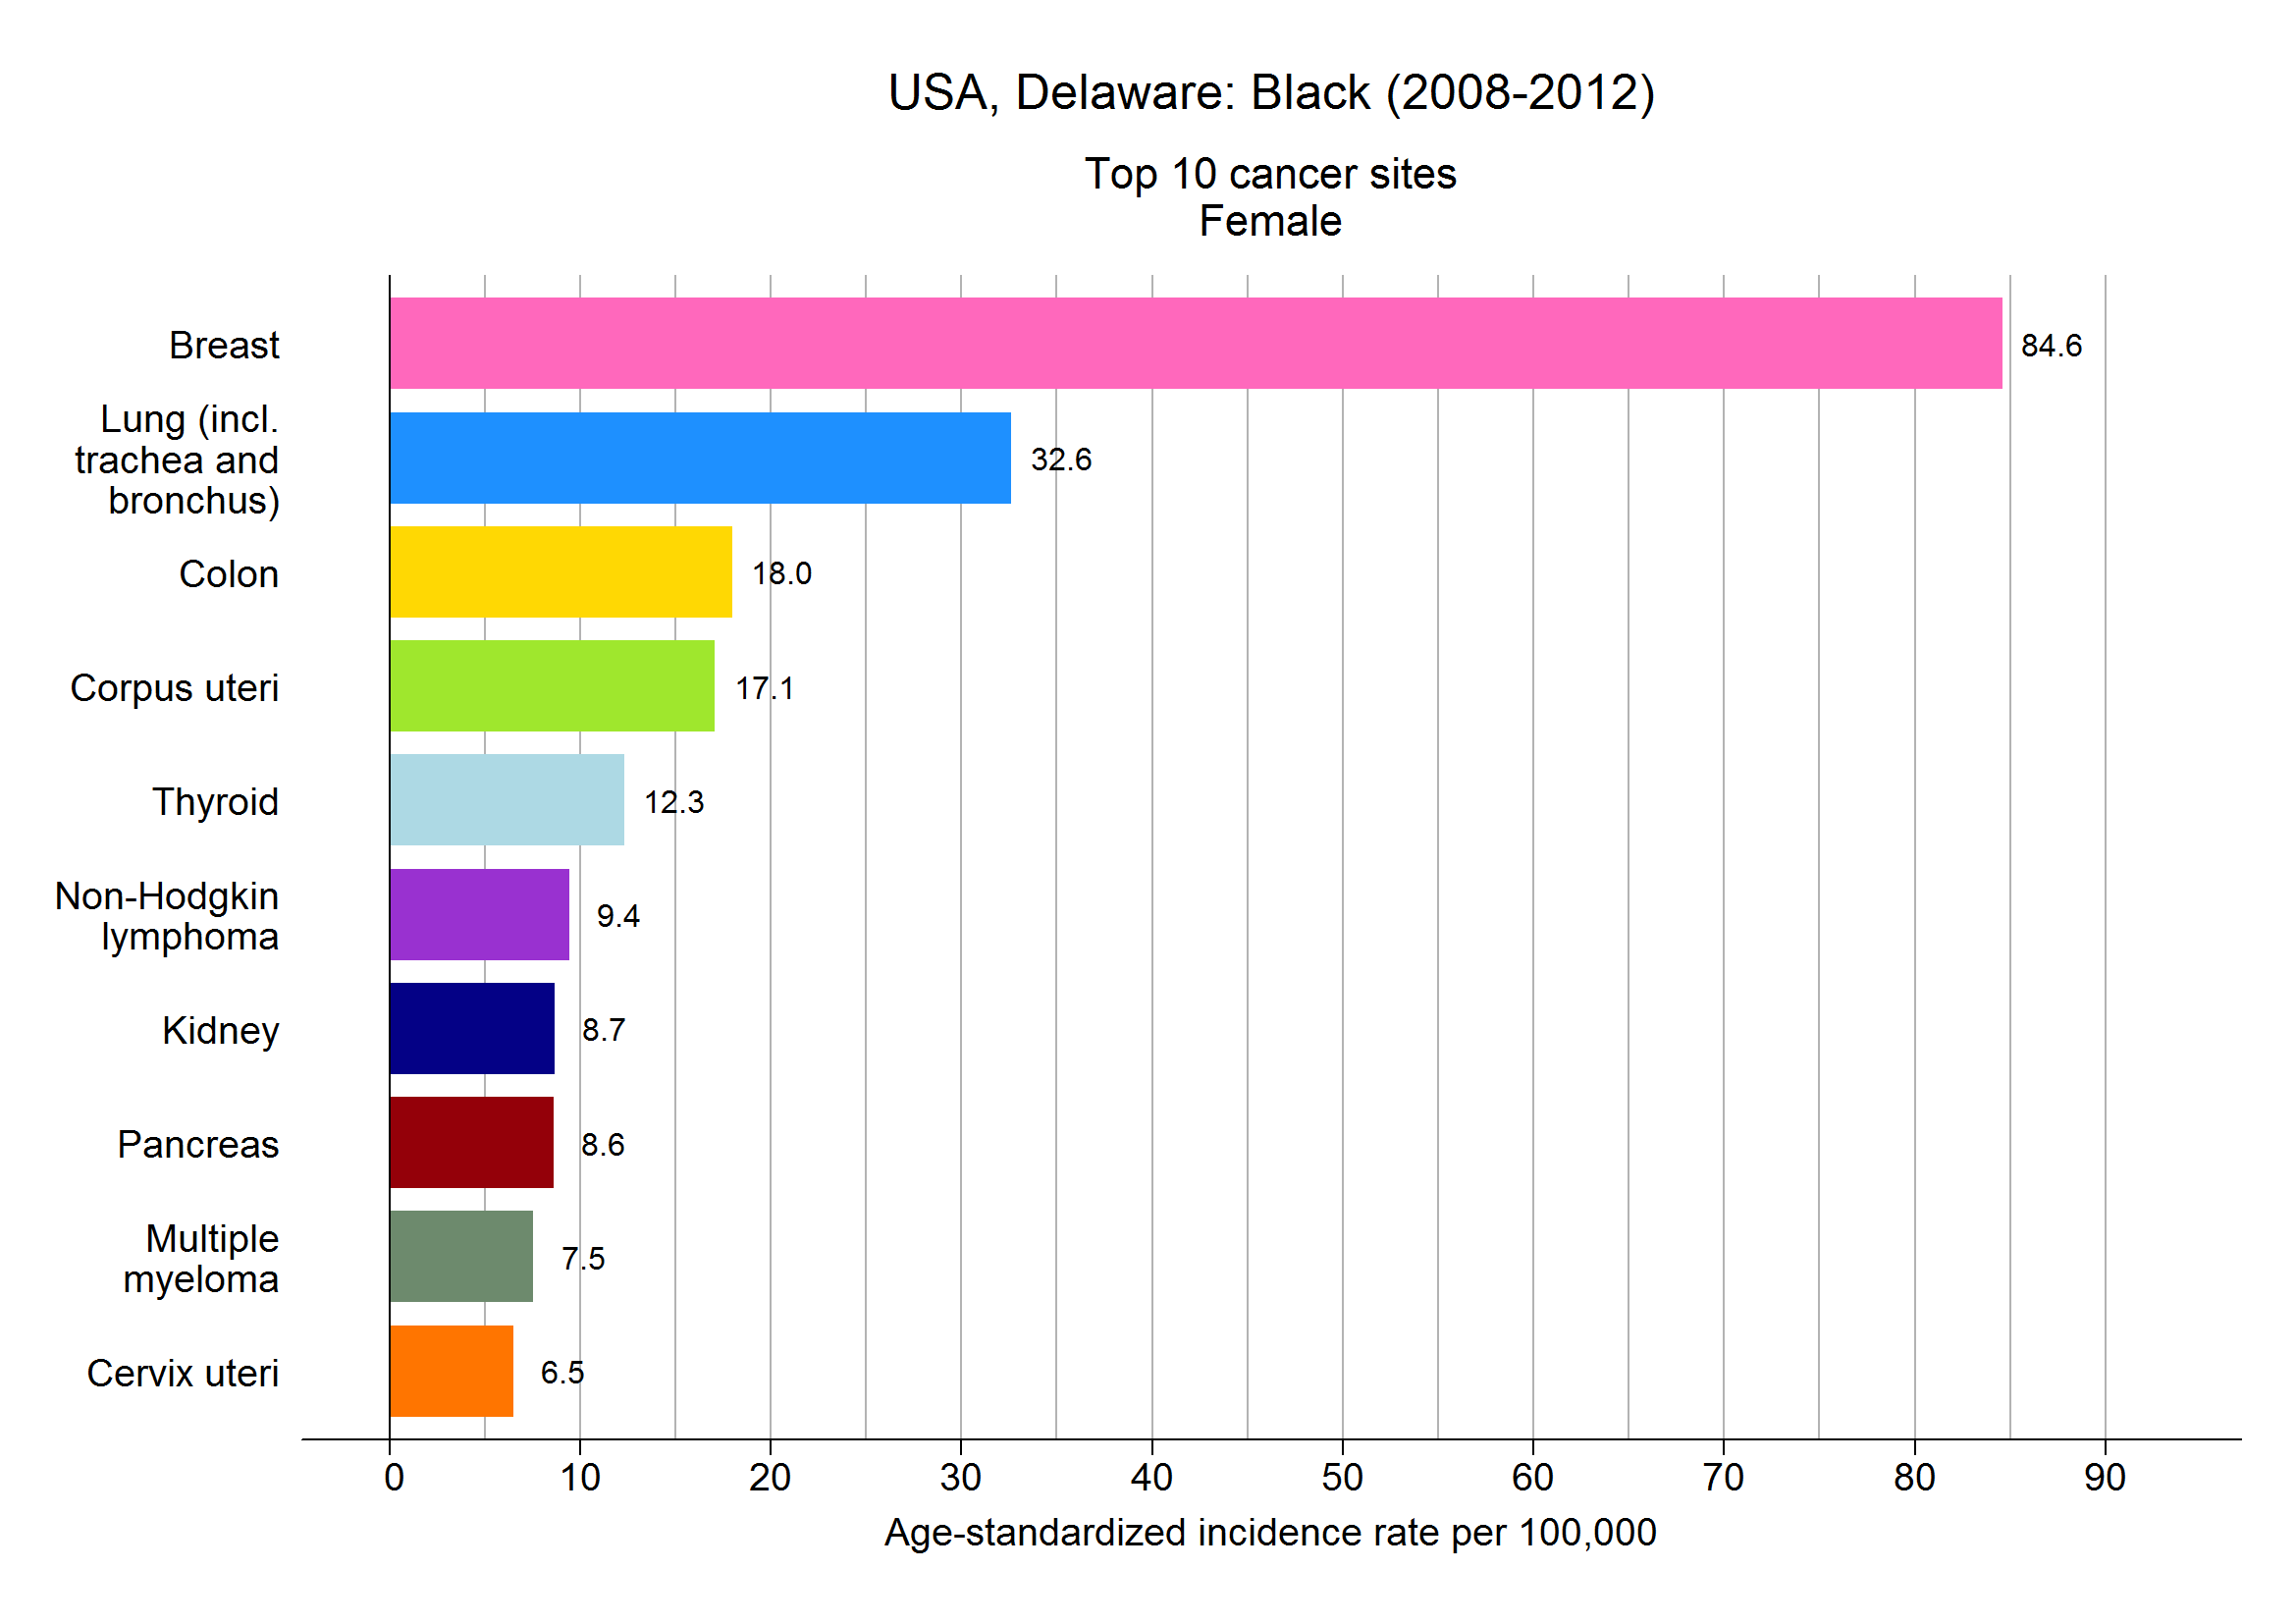 USA, Delaware: Black (2008-2012)
Top 10 cancer sites
Female
Breast
84.6
Lung (incl.
trachea and
bronchus)
32.6
Colon
18.0
Corpus uteri
17.1
Thyroid
12.3
Non-Hodgkin
lymphoma
9.4
Kidney
8.7
Pancreas
8.6
Multiple
myeloma
7.5
Cervix uteri
6.5
0 10 20 30 40 50 60 70 80 90
Age-standardized incidence rate per 100,000